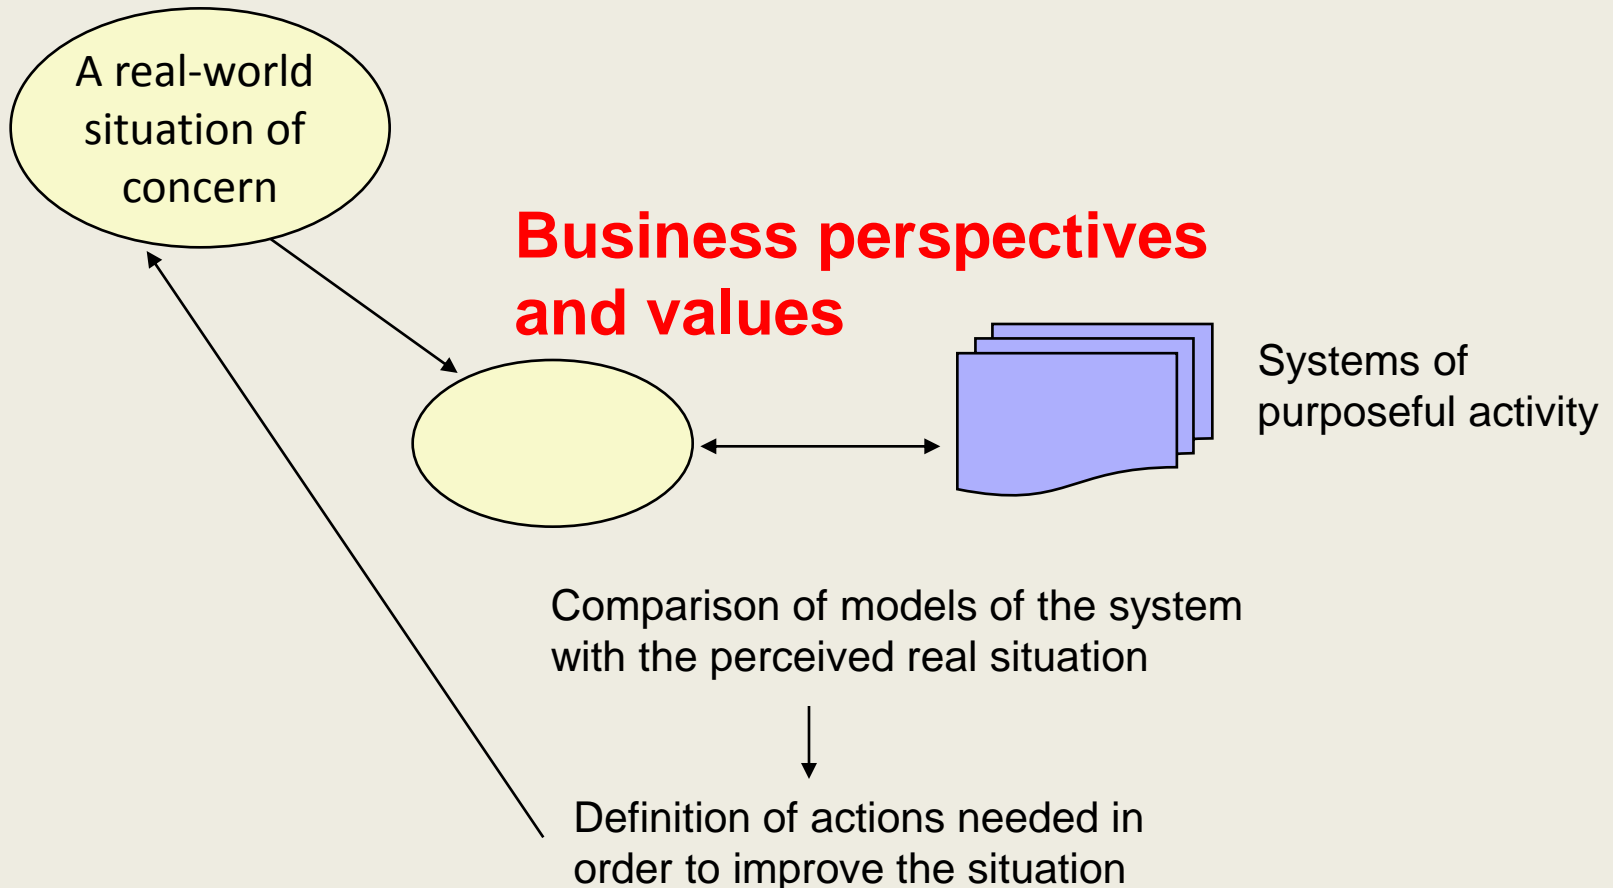 A real-world
situation of
concern
Business perspectives
and values
Systems of
purposeful activity
Comparison of models of the system
with the perceived real situation
Definition of actions needed in
order to improve the situation